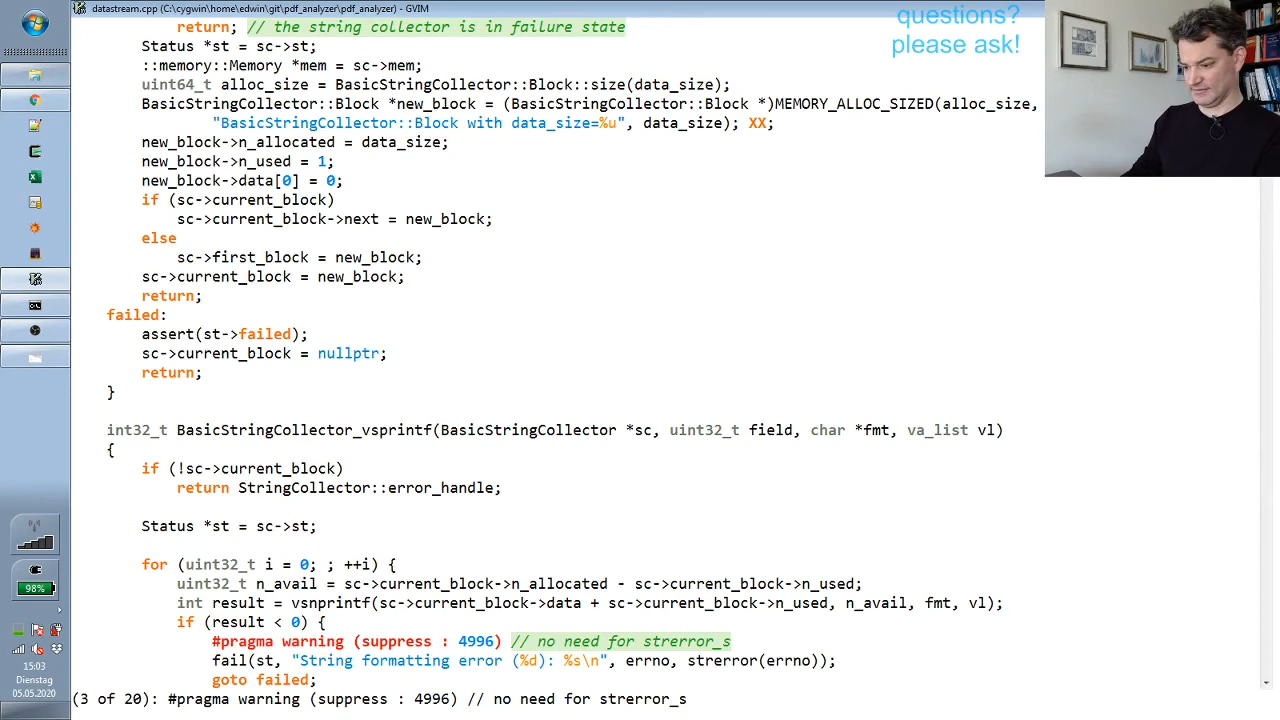 datastream.cpp (C:\cygwin\home\edwin\git\pdf_analyzer\pdf_analyzer) - GVIM
return; // the string collector is in failure state
Status *st = sc->st;
::memory::Memory *mem = sc->mem;
uint64_t alloc_size = BasicStringCollector::Block::size(data_size);
BasicStringCollector::Block *new_block = (BasicStringCollector::Block *)MEMORY_ALLOC_SIZED(alloc_size,
"BasicStringCollector::Block with data_size=%u", data_size); XX;
new_block->n_allocated = data_size;
new_block->n_used = 1;
new_block->data[0] = 0;
if (sc->current_block)
sc->current_block->next = new_block;
else
sc->first_block = new_block;
sc->current_block = new_block;
return;
failed:
assert(st->failed);
sc->current_block = nullptr;
return;
}
int32_t BasicStringCollector_vsprintf(BasicStringCollector *sc, uint32_t field, char *fmt, va_list vl)
{
if (!sc->current_block)
return StringCollector::error_handle;
Status *st = sc->st;
for (uint32_t i = 0; ; ++i) {
uint32_t n_avail = sc->current_block->n_allocated - sc->current_block->n_used;
int result = vsnprintf(sc->current_block->data + sc->current_block->n_used, n_avail, fmt, vl);
if (result < 0) {
#pragma warning (suppress : 4996) // no need for strerror_s
fail(st, "String formatting error (%d): %s\n", errno, strerror(errno));
goto failed;
(3 of 20): #pragma warning (suppress : 4996) // no need for strerror_s
questions?
please ask!
98%
15:03
Dienstag
05.05.2020